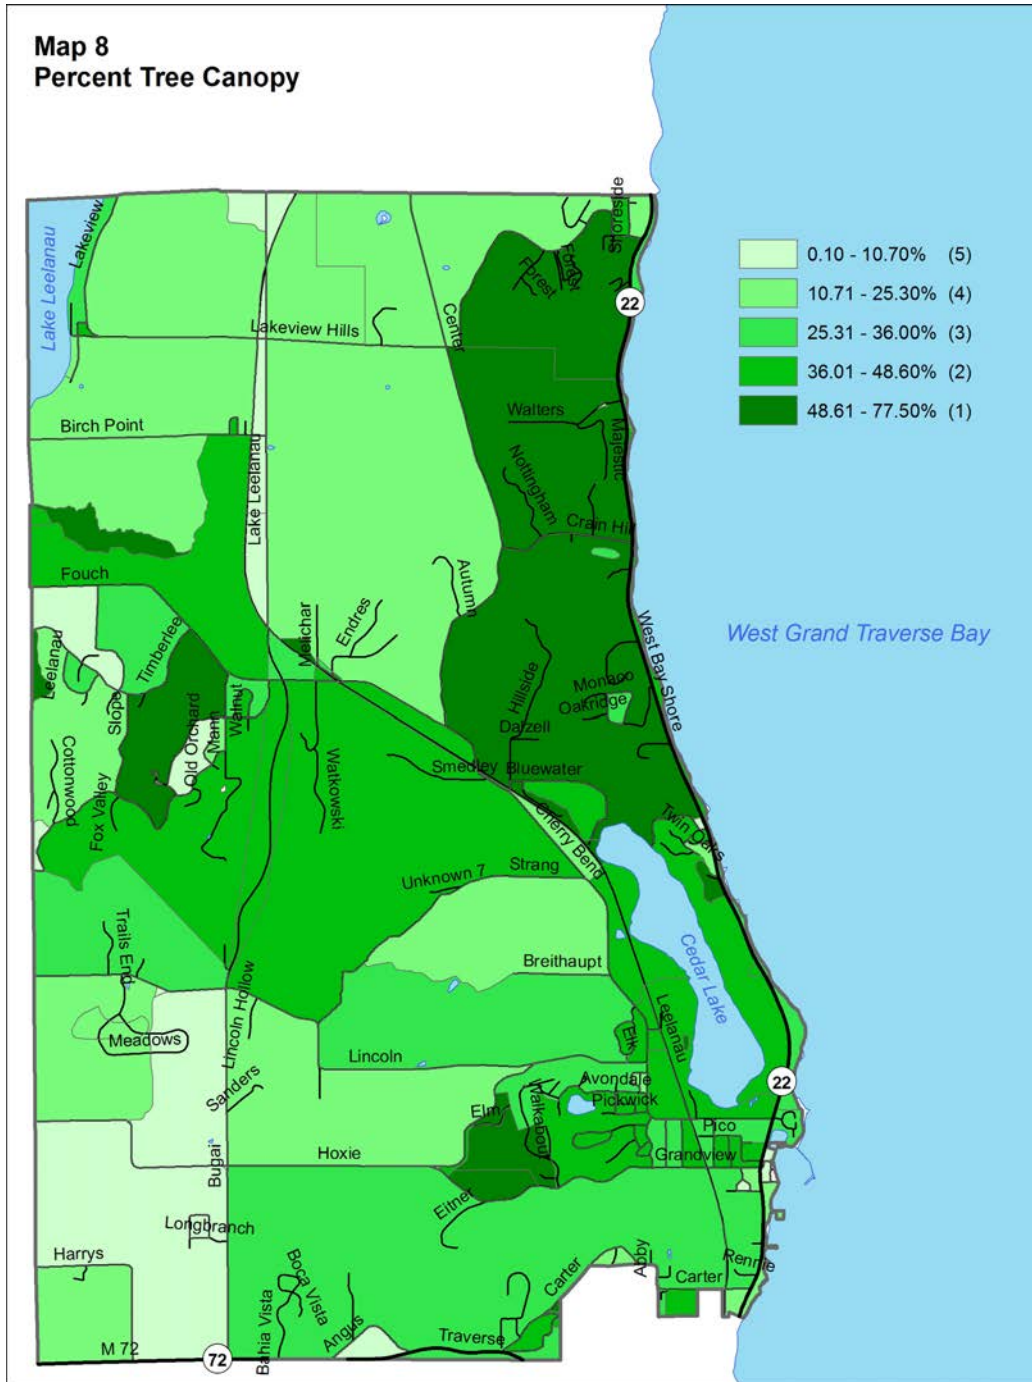 Map 8
Percent Tree Canopy
0.10 - 10.70% (5)
10.71 - 25.30% (4)
25.31 - 36.00% (3)
36.01 - 48.60% (2)
48.61 - 77.50% (1)
Shoreside
Lakeview
Lake Leelanau
Forest
Forest
22
Center
Lakeview Hills
Walters
Majestic
Birch Point
Nottingham
Lake Leelanau
Crain Hill
Fouch
Autumn
West Grand Traverse Bay
West Bay Shore
Endres
Melichar
Timberlee
Leelanau
Monaco
Oakridge
Hillside
Slope
Walnut
Mann
Old Orchard
Dalzell
Cottonwood
Watkowski
Smedley
Bluewater
Fox Valley
Cherry Bend
Twin Oaks
Strang
Unknown 7
Trails End
Cedar Lake
Breithaupt
Lincoln Hollow
Leelanau
Meadows
Elk
Lincoln
Sanders
Avondale
22
Pickwick
Walkabout
Elm
Pico
Grandview
Hoxie
Bugai
Eitner
Longbranch
Harrys
Abby
Rennie
Carter
Carter
Boca Vista
Bahia Vista
Angus
Traverse
M 72
72